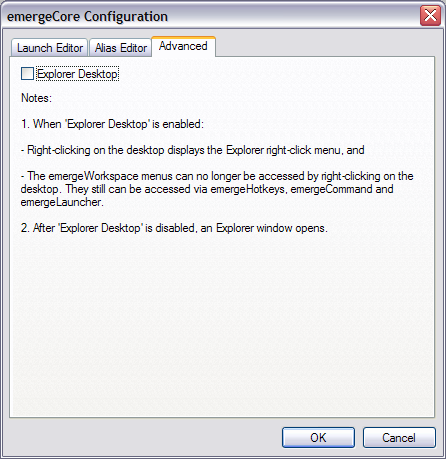 emergeCore Configuration
Launch Editor Alias Editor Advanced
Explorer Desktop
Notes:
1. When 'Explorer Desktop' is enabled:
- Right-clicking on the desktop displays the Explorer right-click menu, and
- The emergeWorkspace menus can no longer be accessed by right-clicking on the
desktop. They still can be accessed via emergeHotkeys, emergeCommand and
emergeLauncher.
2. After 'Explorer Desktop' is disabled, an Explorer window opens.
OK Cancel